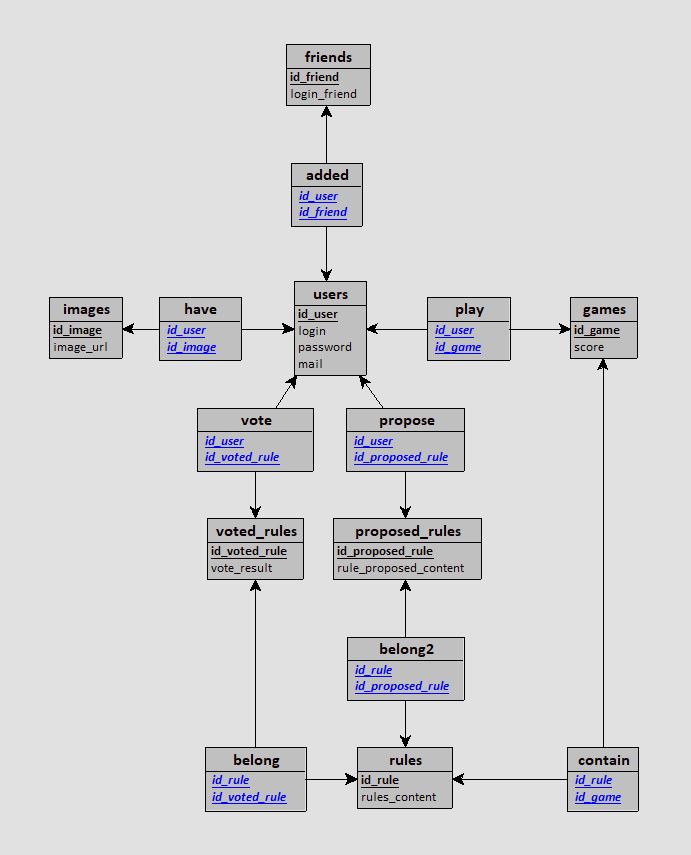 friends
id_friend
login_friend
added
id_user
id_friend
images
id_image
image_url
have
id_user
id_image
users
id_user
login
password
mail
play
id_user
id_game
games
id_game
score
vote
id_user
id_voted_rule
propose
id_user
id_proposed_rule
voted_rules
id_voted_rule
vote_result
proposed_rules
id_proposed_rule
rule_proposed_content
belong2
id_rule
id_proposed_rule
belong
id_rule
id_voted_rule
rules
id_rule
rules_content
contain
id_rule
id_game